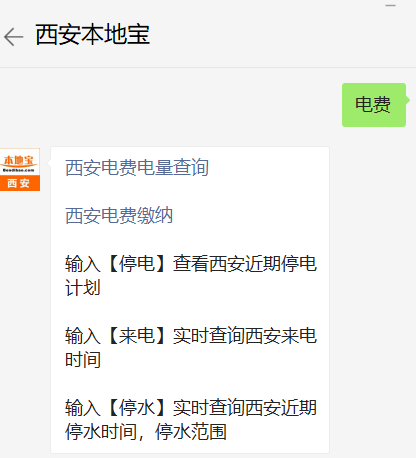 西安本地宝
电费
本地宝
Bendibao.com
西安
西安电费电量查询
西安电费缴纳
输入【停电】查看西安近期停电
计划
输入【来电】实时查询西安来电
时间
输入【停水】实时查询西安近期
停水时间，停水范围